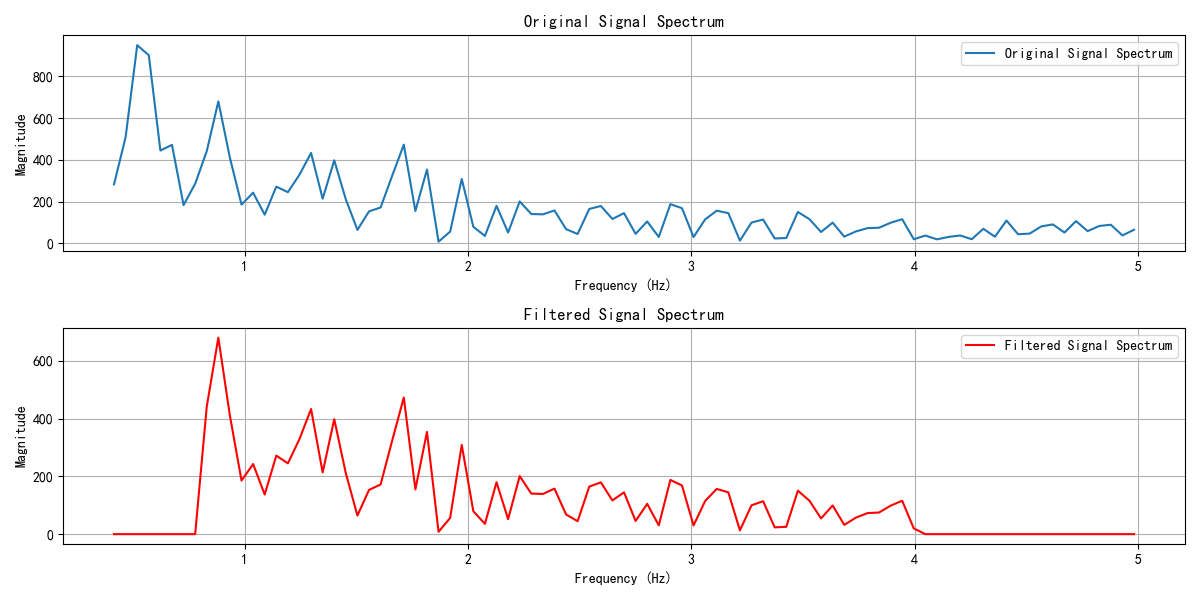 Original Signal Spectrum
Original Signal Spectrum
Magnitude
800
600
400
200
0
1 2 3 4 5
Frequency (Hz)
Filtered Signal Spectrum
Filtered Signal Spectrum
Magnitude
600
400
200
0
1 2 3 4 5
Frequency (Hz)